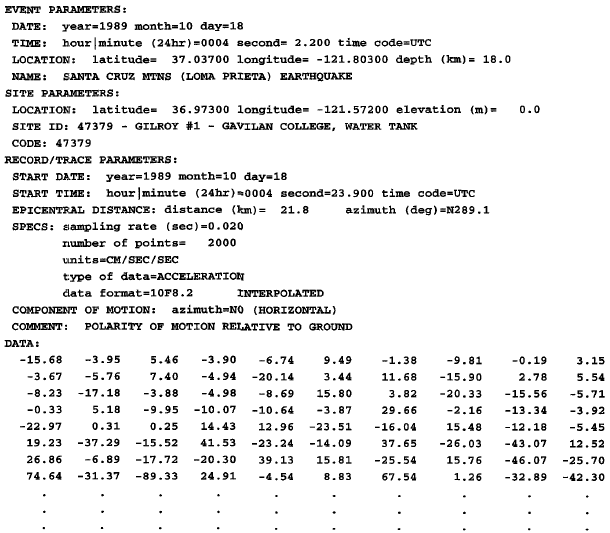 EVENT PARAMETERS:
DATE: year=1989 month=10 day=18
TIME: hour|minute (24hr)=0004 second= 2.200 time code=UTC
LOCATION: latitude= 37.03700 longitude= -121.80300 depth (km)= 18.0
NAME: SANTA CRUZ MTNS (LOMA PRIETA) EARTHQUAKE
SITE PARAMETERS:
LOCATION: latitude= 36.97300 longitude= -121.57200 elevation (m)= 0.0
SITE ID: 47379 - GILROY #1 - GAVILAN COLLEGE, WATER TANK
CODE: 47379
RECORD/TRACE PARAMETERS:
START DATE: year=1989 month=10 day=18
START TIME: hour|minute (24hr)=0004 second=23.900 time code=UTC
EPICENTRAL DISTANCE: distance (km)= 21.8 azimuth (deg)=N289.1
SPECS: sampling rate (sec)=0.020
number of points= 2000
units=CM/SEC/SEC
type of data=ACCELERATION
data format=10F8.2 INTERPOLATED
COMPONENT OF MOTION: azimuth=N0 (HORIZONTAL)
COMMENT: POLARITY OF MOTION RELATIVE TO GROUND
DATA:
-15.68 -3.95 5.46 -3.90 -6.74 9.49 -1.38 -9.81 -0.19 3.15
-3.67 -5.76 7.40 -4.94 -20.14 3.44 11.68 -15.90 2.78 5.54
-8.23 -17.18 -3.88 -4.98 -8.69 15.80 3.82 -20.33 -15.56 -5.71
-0.33 5.18 -9.95 -10.07 -10.64 -3.87 29.66 -2.16 -13.34 -3.92
-22.97 0.31 0.25 14.43 12.96 -23.51 -16.04 15.48 -12.18 -5.45
19.23 -37.29 -15.52 41.53 -23.24 -14.09 37.65 -26.03 -43.07 12.52
26.86 -6.89 -17.72 -20.30 39.13 15.81 -25.54 15.76 -46.07 -25.70
74.64 -31.37 -89.33 24.91 -4.54 8.83 67.54 1.26 -32.89 -42.30
. . . . . . . . . .
. . . . . . . . . .
. . . . . . . . . .